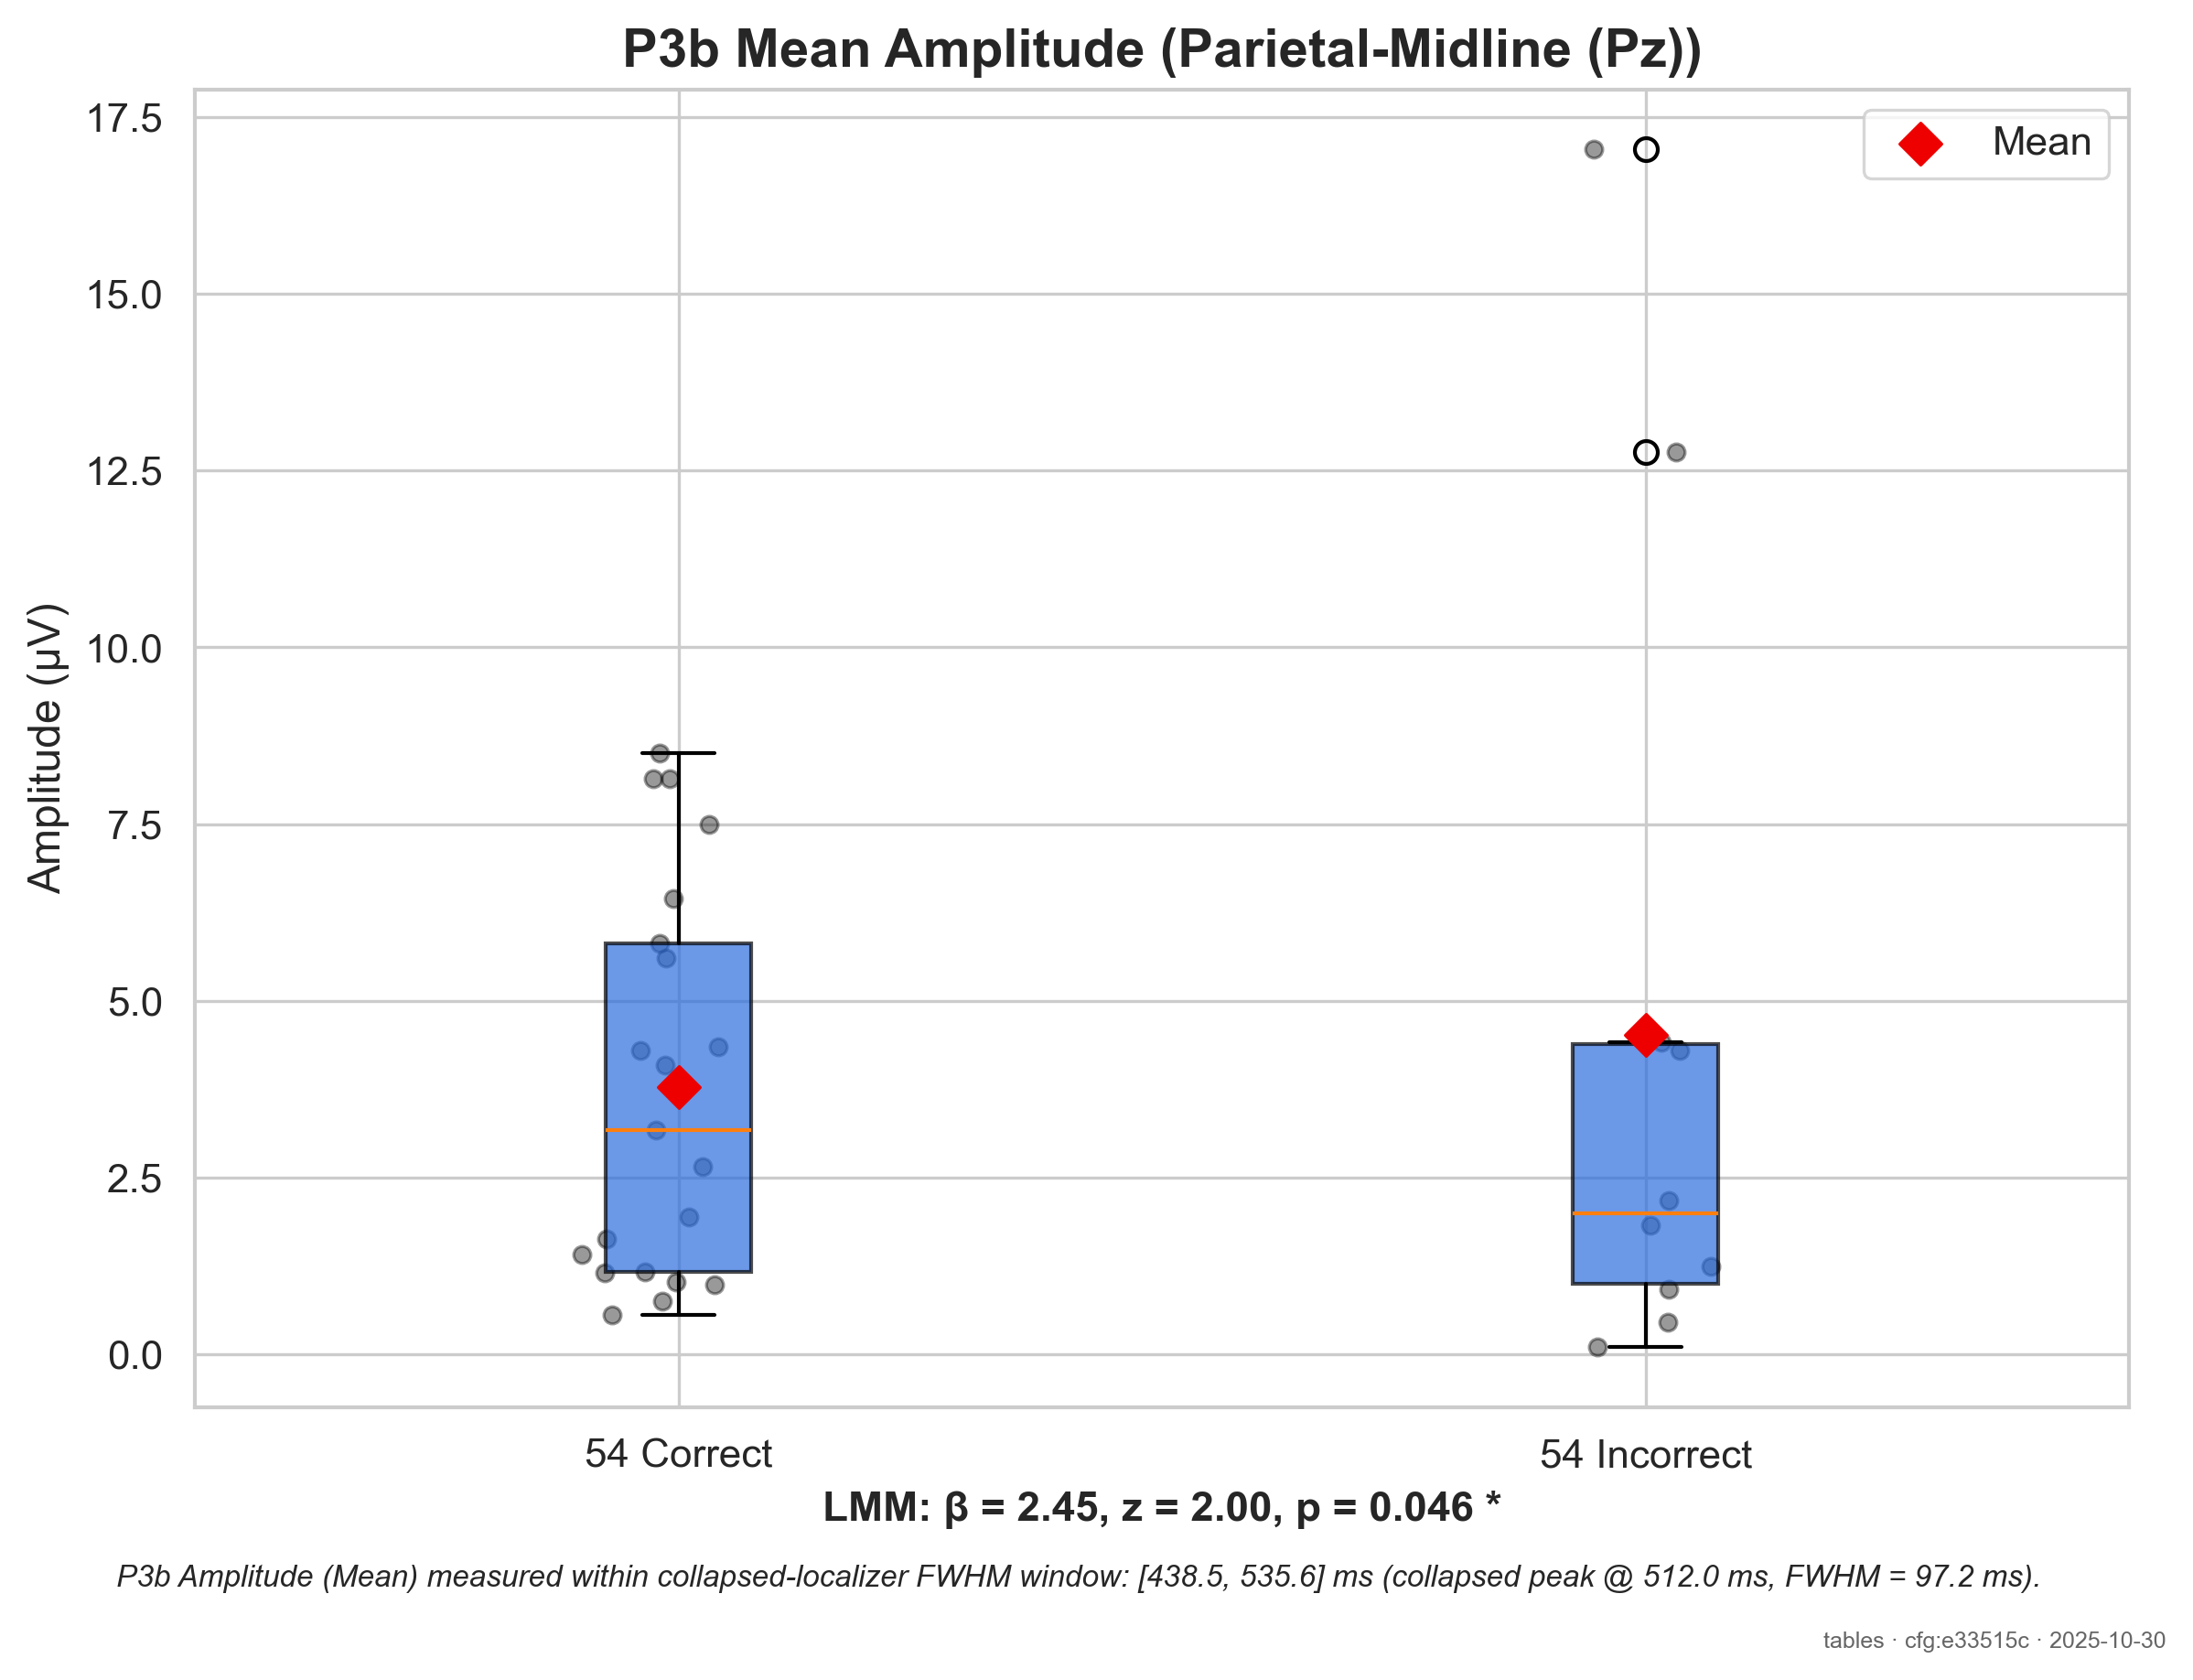 P3b Mean Amplitude (Parietal-Midline (Pz))
Amplitude (µV)
17.5
15.0
12.5
10.0
7.5
5.0
2.5
0.0
Mean
54 Correct
54 Incorrect
LMM: β = 2.45, z = 2.00, p = 0.046 *
P3b Amplitude (Mean) measured within collapsed-localizer FWHM window: [438.5, 535.6] ms (collapsed peak @ 512.0 ms, FWHM = 97.2 ms).
tables · cfg:e33515c · 2025-10-30